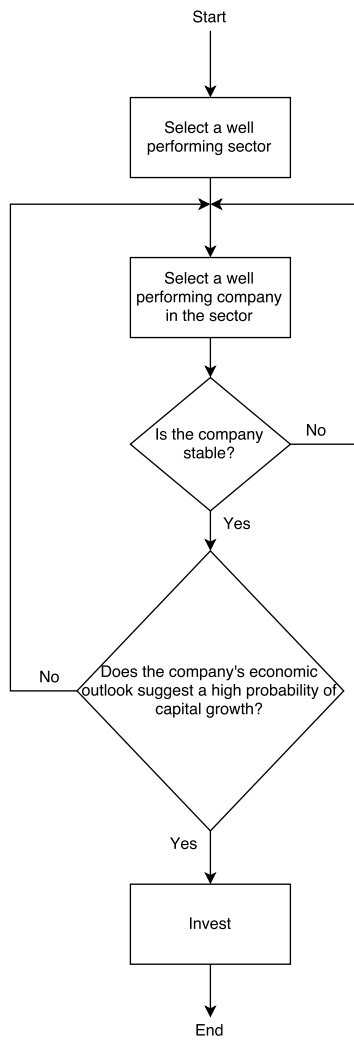 Start
Select a well
performing sector
Select a well
performing company
in the sector
Is the company
stable?
No
Yes
Does the company's economic
outlook suggest a high probability of
capital growth?
No
Yes
Invest
End